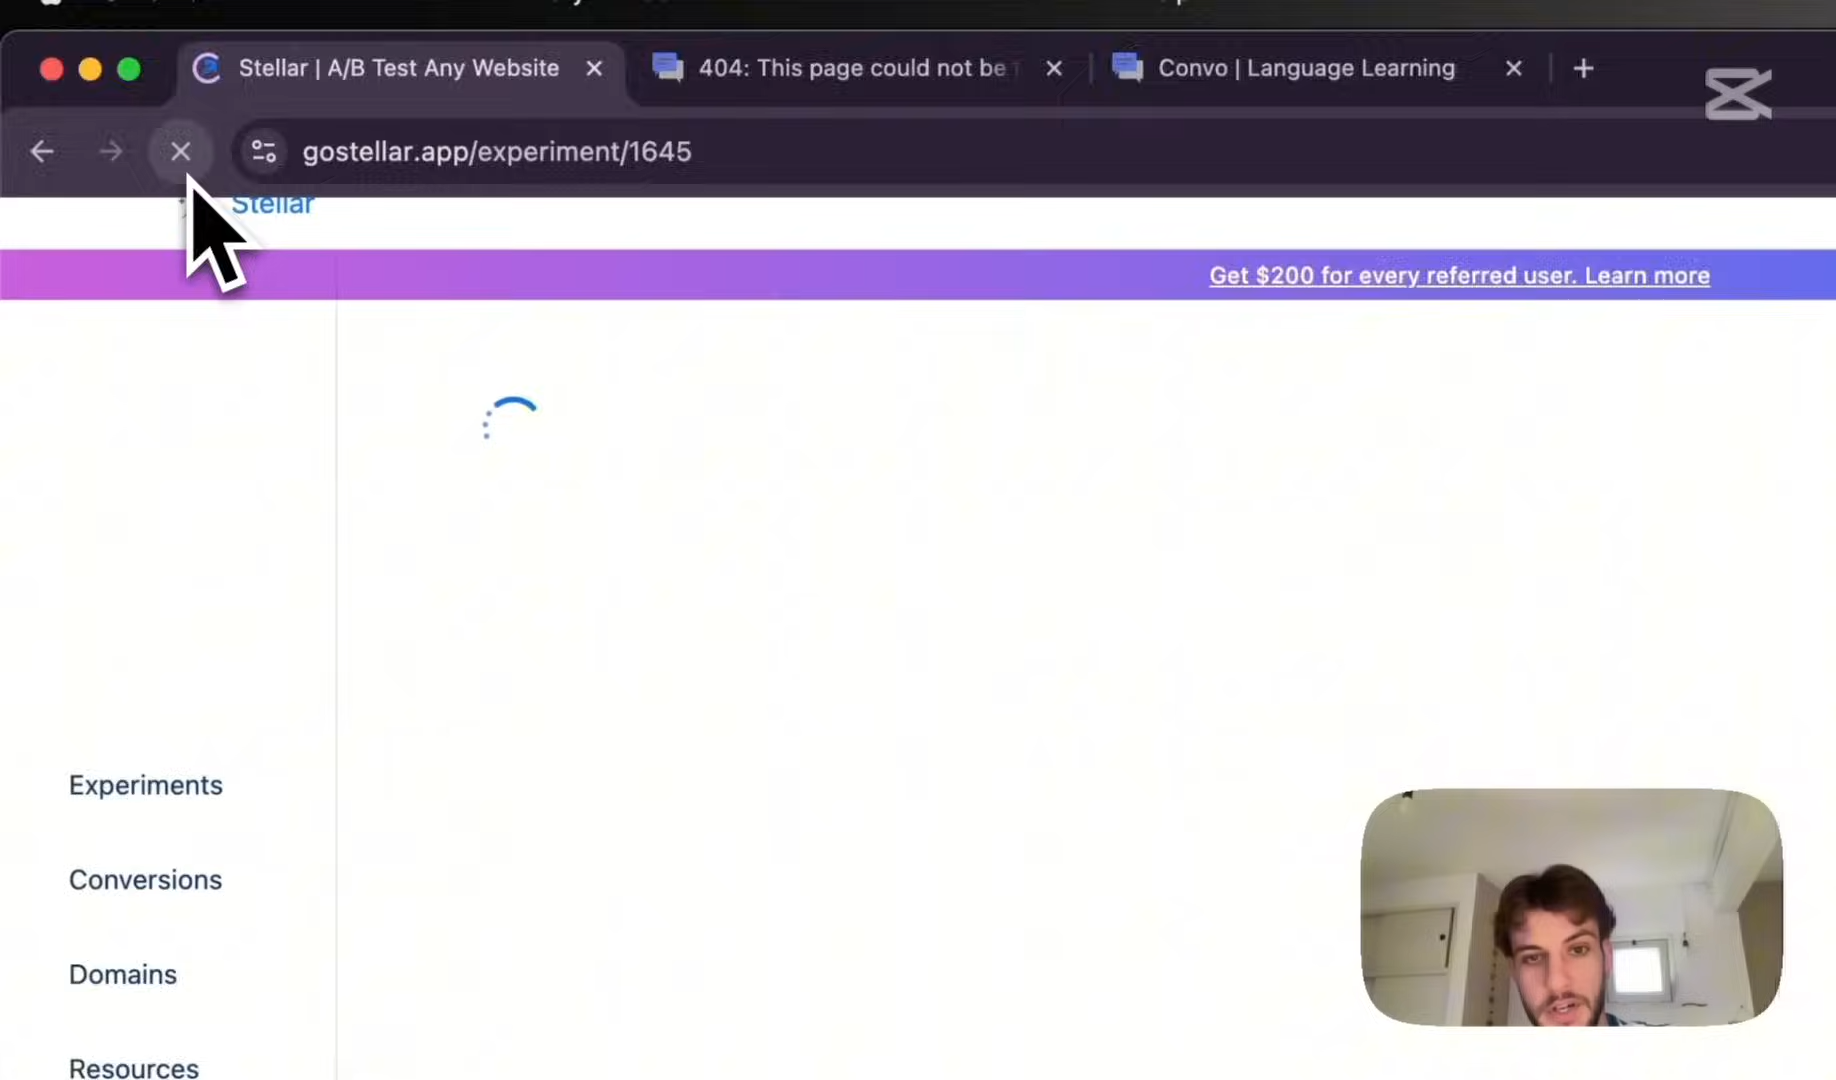 Stellar | A/B Test Any Website
404: This page could not be
Convo | Language Learning
gostellar.app/experiment/1645
Stellar
Get $200 for every referred user. Learn more
Experiments
Conversions
Domains
Resources